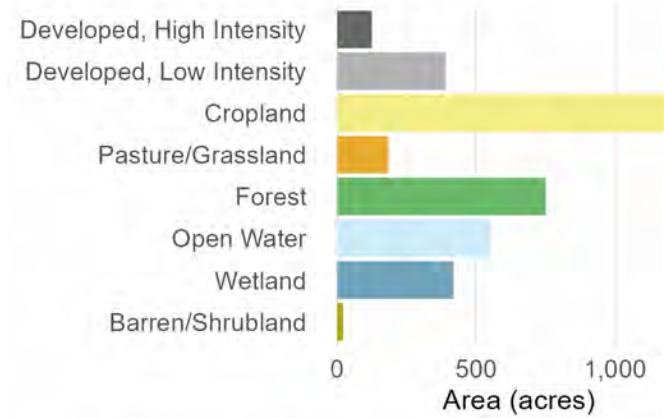 Developed, High Intensity
Developed, Low Intensity
Cropland
Pasture/Grassland
Forest
Open Water
Wetland
Barren/Shrubland
0 500 1,000
Area (acres)